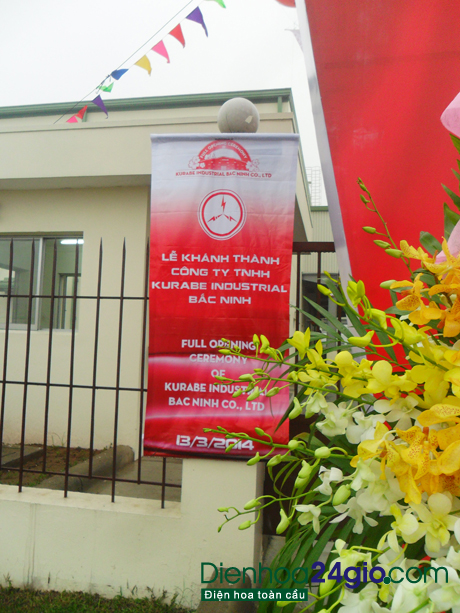 KURABE INDUSTRIAL BAC NINH CO., LTD
LỄ KHÁNH THÀNH
CÔNG TY TNHH
KURABE INDUSTRIAL
BẮC NINH
FULL OPENING
CEREMONY
OF
KURABE INDUSTRIAL
BAC NINH CO., LTD
13/3/2014
Dienhoa24gio.com
Điện hoa toàn cầu